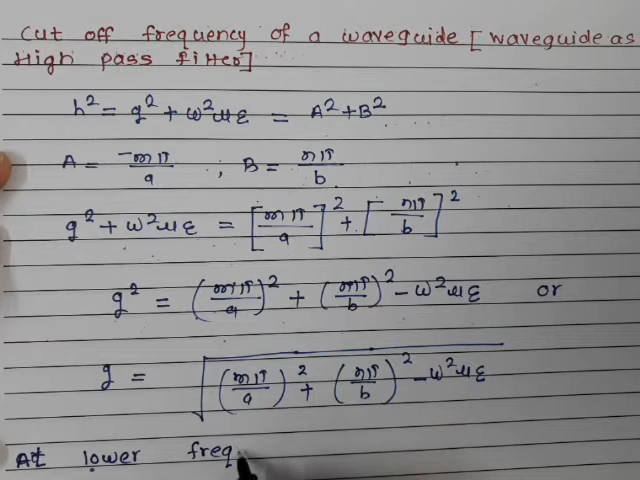 Cut off frequency of a waveguide [waveguide as
High pass filter]
h² = g² + ω²με = A² + B²
A = -mπ/a ; B = nπ/b
g² + ω²με = [mπ/a]² + [- nπ/b]²
g² = (mπ/a)² + (nπ/b)² - ω²με or
g = √((mπ/a)² + (nπ/b)² - ω²με)
At lower freq